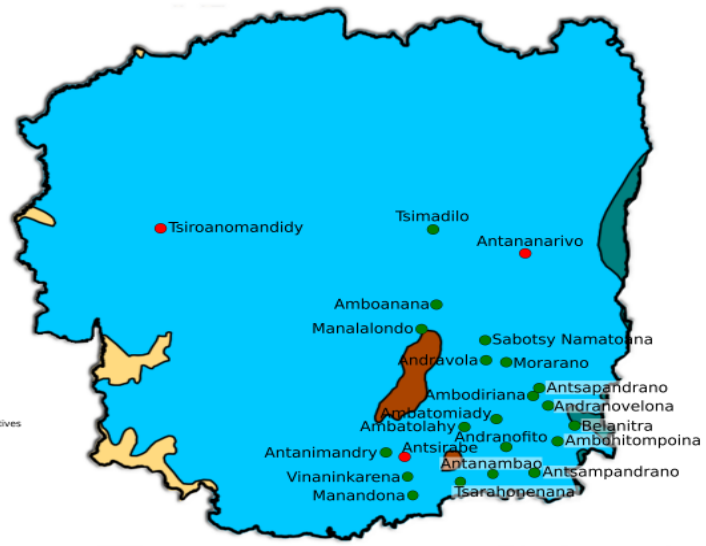 Tsimadilo
Tsiroanomandidy
Antananarivo
Amboanana
Manalalondo
Sabotsy Namatoana
Andravola
Morarano
Antsapandrano
Ambodiriana
Andranovelona
Ambatomiady
Ambatolahy
Belanitra
Andranofito
Ambohitompoina
Antsirabe
Antanimandry
Antanambao
Antsampandrano
Vinaninkarena
Tsarahonenana
Manandona
tives